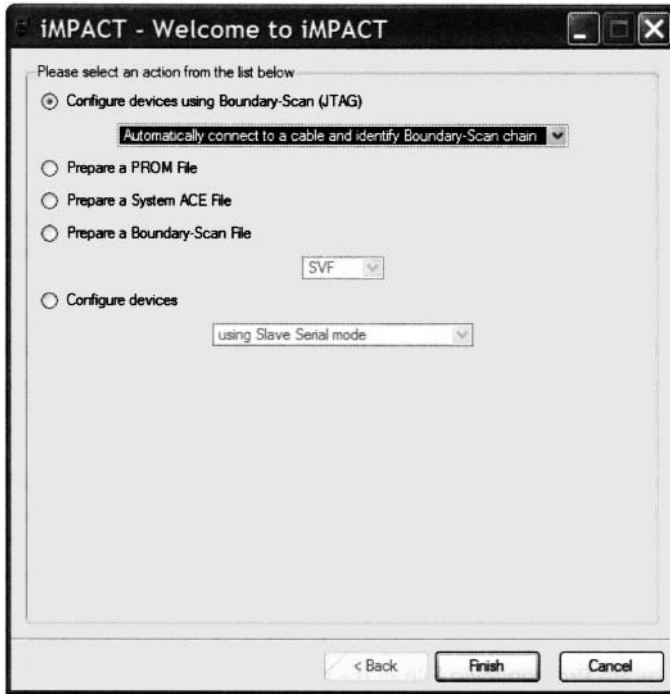 iMPACT - Welcome to iMPACT
Please select an action from the list below
Configure devices using Boundary-Scan (JTAG)
Automatically connect to a cable and identify Boundary-Scan chain
Prepare a PROM File
Prepare a System ACE File
Prepare a Boundary-Scan File
SVF
Configure devices
using Slave Serial mode
< Back Finish Cancel